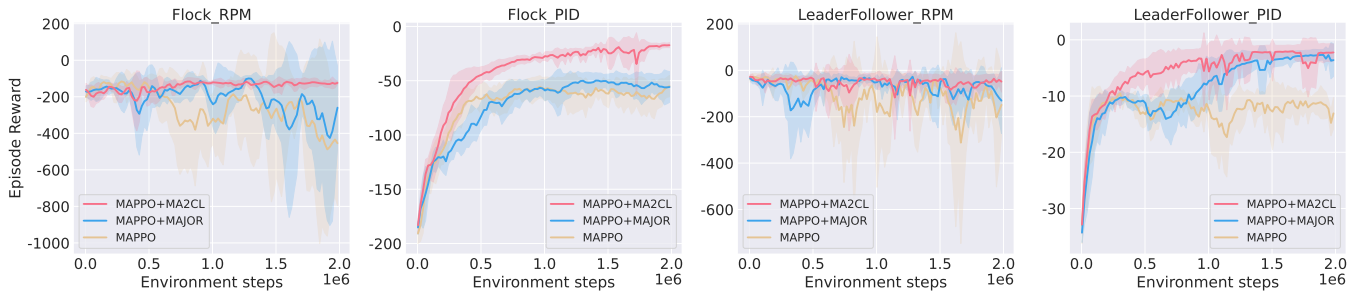 Flock_RPM
Episode Reward
200
0
-200
-400
-600
-800
-1000
MAPPO+MA2CL
MAPPO+MAJOR
MAPPO
0.0 0.5 1.0 1.5 2.0
1e6
Environment steps
Flock_PID
0
-50
-100
-150
-200
MAPPO+MA2CL
MAPPO+MAJOR
MAPPO
0.0 0.5 1.0 1.5 2.0
1e6
Environment steps
LeaderFollower_RPM
200
0
-200
-400
-600
MAPPO+MA2CL
MAPPO+MAJOR
MAPPO
0.0 0.5 1.0 1.5 2.0
1e6
Environment steps
LeaderFollower_PID
0
-10
-20
-30
MAPPO+MA2CL
MAPPO+MAJOR
MAPPO
0.0 0.5 1.0 1.5 2.0
1e6
Environment steps